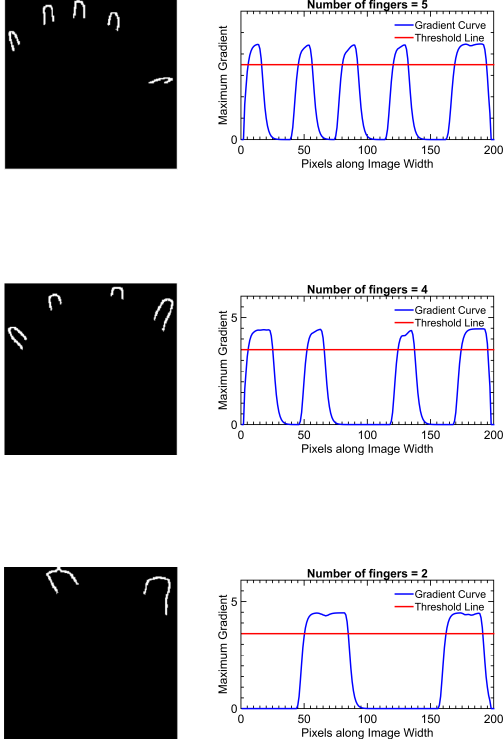 Number of fingers = 5
Gradient Curve
Threshold Line
Maximum Gradient
0
0 50 100 150 200
Pixels along Image Width
Number of fingers = 4
Gradient Curve
Threshold Line
Maximum Gradient
5
0
0 50 100 150 200
Pixels along Image Width
Number of fingers = 2
Gradient Curve
Threshold Line
Maximum Gradient
5
0
0 50 100 150 200
Pixels along Image Width